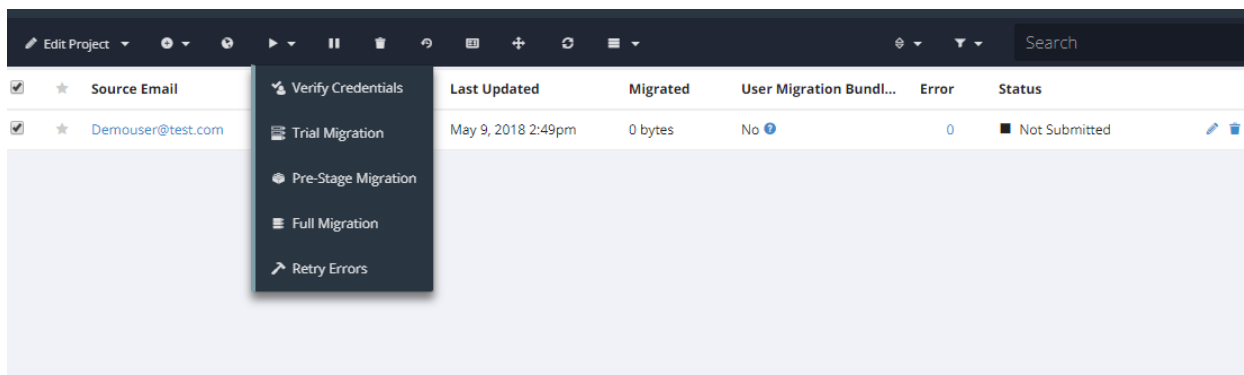 Edit Project
Search
Source Email Last Updated Migrated User Migration Bundl... Error Status
Demouser@test.com May 9, 2018 2:49pm 0 bytes No 0 Not Submitted
Verify Credentials
Trial Migration
Pre-Stage Migration
Full Migration
Retry Errors